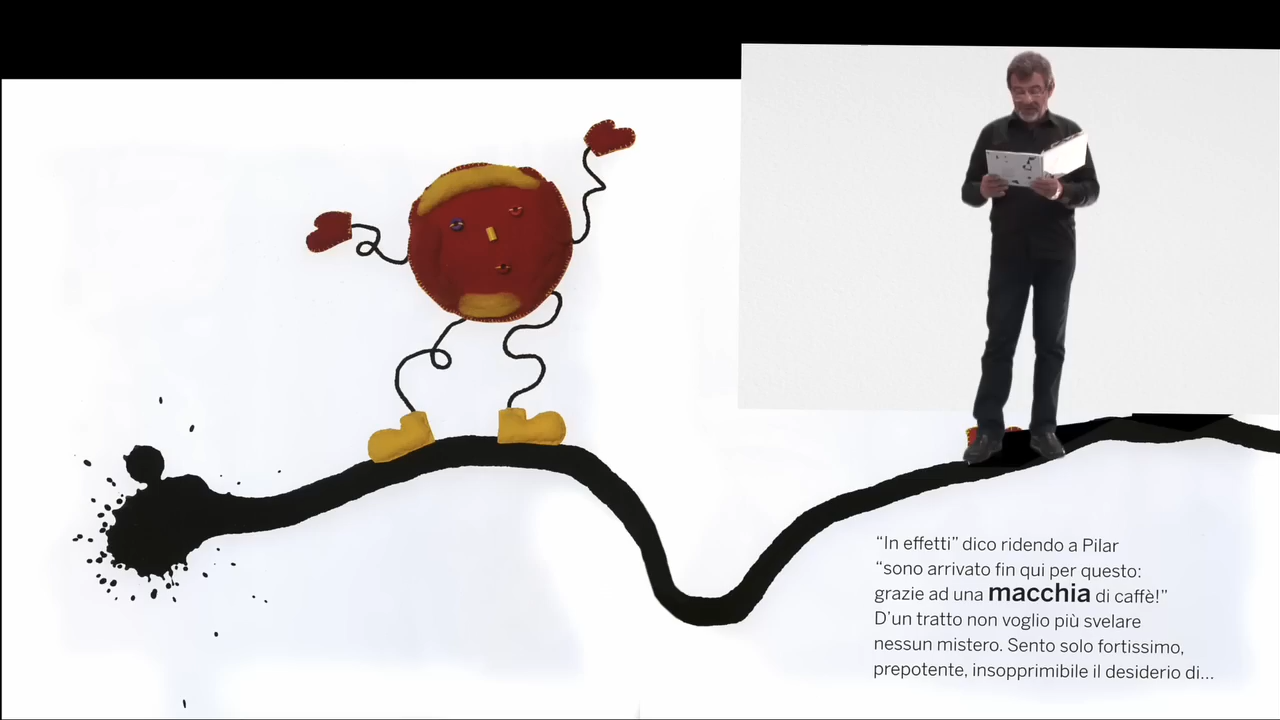 “In effetti” dico ridendo a Pilar
“sono arrivato fin qui per questo:
grazie ad una macchia di caffè!”
D’un tratto non voglio più svelare
nessun mistero. Sento solo fortissimo,
prepotente, insopprimibile il desiderio di...